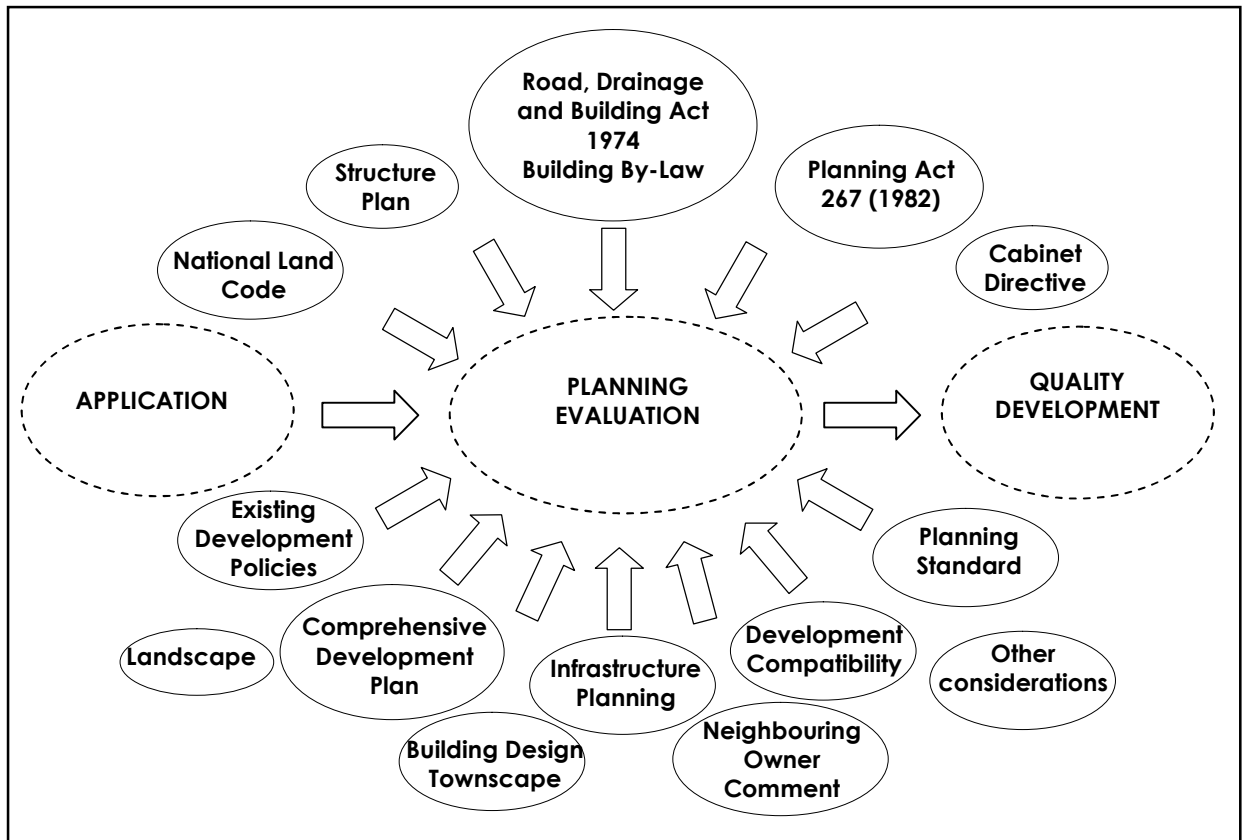 Road, Drainage
and Building Act
1974
Building By-Law
Structure
Plan
Planning Act
267 (1982)
National Land
Code
Cabinet
Directive
APPLICATION
PLANNING
EVALUATION
QUALITY
DEVELOPMENT
Existing
Development
Policies
Planning
Standard
Landscape
Comprehensive
Development
Plan
Infrastructure
Planning
Development
Compatibility
Other
considerations
Building Design
Townscape
Neighbouring
Owner
Comment